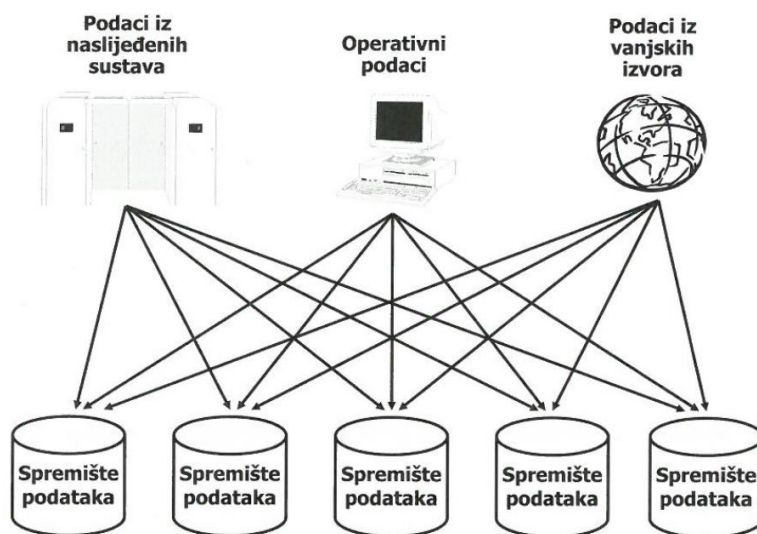 Podaci iz
naslijeđenih
sustava
Operativni
podaci
Podaci iz
vanjskih
izvora
Spremište
podataka
Spremište
podataka
Spremište
podataka
Spremište
podataka
Spremište
podataka